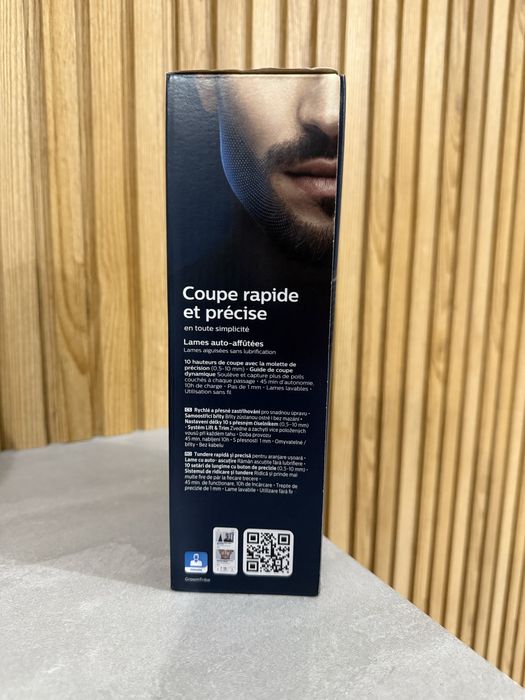 Coupe rapide
et précise
en toute simplicité
Lames auto-affûtées
Lames aiguisées sans lubrification
10 hauteurs de coupe avec la molette de
précision (0,5-10 mm) • Guide de coupe
dynamique Soulève et capture plus de poils
couchés à chaque passage • 45 min d'autonomie,
10h de charge • Pas de 1 mm • Lames lavables •
Utilisation sans fil
Rychlé a přesné zastřihování pro snadnou úpravu •
Samoostřicí břity Břity zůstanou ostré i bez mazání •
Nastavení délky 10 s přesným číselníkem (0,5–10 mm)
• Systém Lift & Trim Zvedne a zachytí více položených
vousů při každém tahu • Doba provozu
45 min, nabíjení 10h • S přesností 1 mm • Omyvatelné
břity • Bez kabelu
Tundere rapidă și precisă pentru aranjare ușoară •
Lame cu auto- ascuțire Rămân ascuțite fără lubrifiere •
10 setări de lungime cu buton de precizie (0,5-10 mm) •
Sistemul de ridicare și tundere Ridică și prinde mai
multe fire de păr la fiecare trecere •
45 min. de funcționare, 10h de încărcare • Trepte de
precizie de 1 mm • Lame lavabile • Utilizare fără fir
GroomTribe